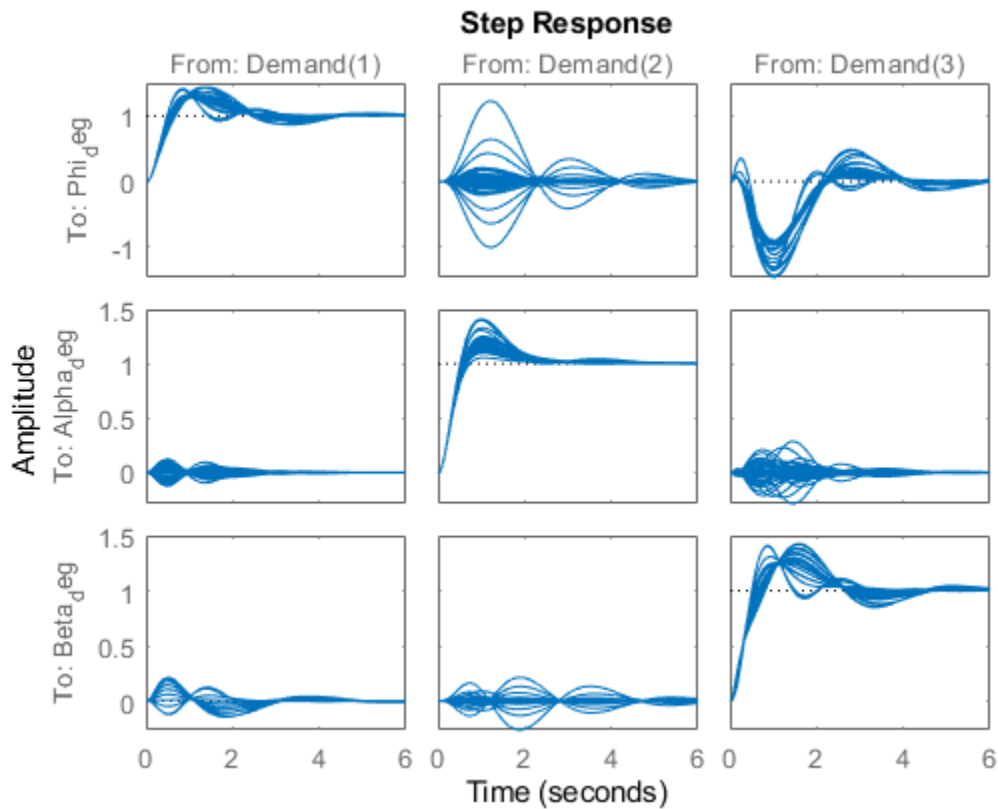 Step Response
From: Demand(1) From: Demand(2) From: Demand(3)
To: Phi_deg
1
0
-1
Amplitude
To: Alpha_deg
1.5
1
0.5
0
To: Beta_deg
1.5
1
0.5
0
0 2 4 6 0 2 4 6 0 2 4 6
Time (seconds)